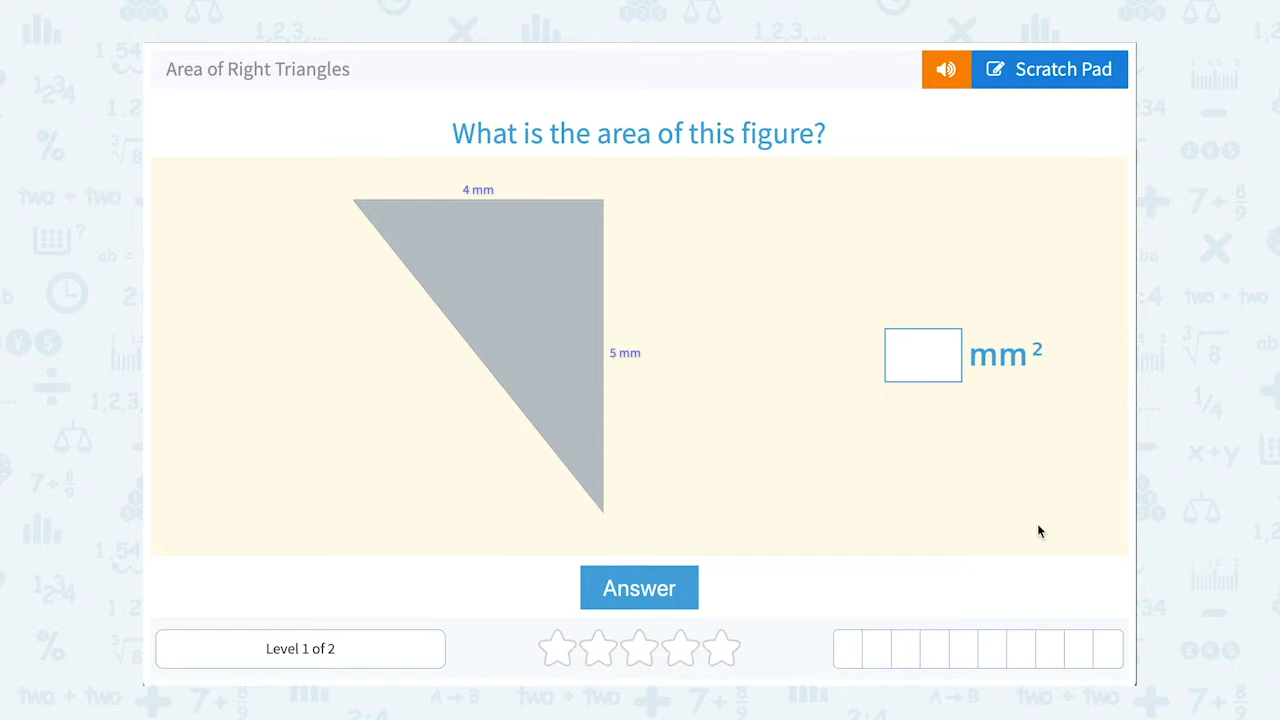 Area of Right Triangles
Scratch Pad
What is the area of this figure?
4 mm
5 mm
mm²
Answer
Level 1 of 2